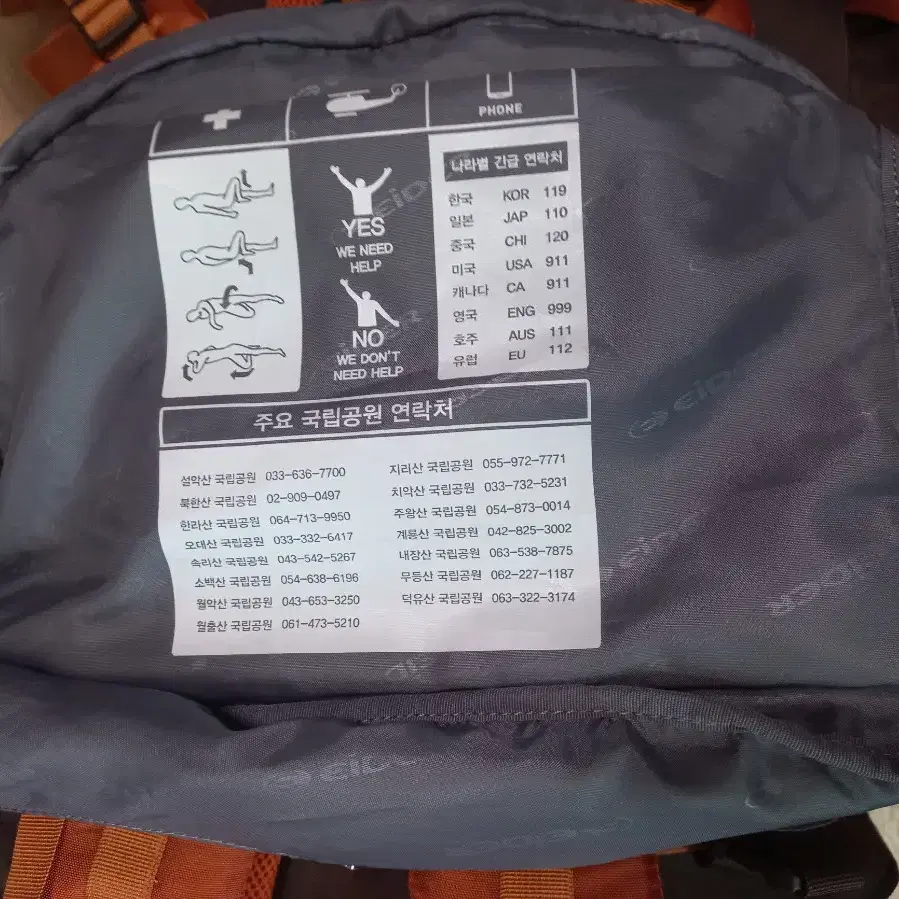 PHONE
YES
WE NEED
HELP
NO
WE DON'T
NEED HELP
나라별 긴급 연락처
한국 KOR 119
일본 JAP 110
중국 CHI 120
미국 USA 911
캐나다 CA 911
영국 ENG 999
호주 AUS 111
유럽 EU 112
주요 국립공원 연락처
설악산 국립공원 033-636-7700
북한산 국립공원 02-909-0497
한라산 국립공원 064-713-9950
오대산 국립공원 033-332-6417
속리산 국립공원 043-542-5267
소백산 국립공원 054-638-6196
월악산 국립공원 043-653-3250
월출산 국립공원 061-473-5210
지러산 국립공원 055-972-7771
치악산 국립공원 033-732-5231
주왕산 국립공원 054-873-0014
계룡산 국립공원 042-825-3002
내장산 국립공원 063-538-7875
무등산 국립공원 062-227-1187
덕유산 국립공원 063-322-3174
eider